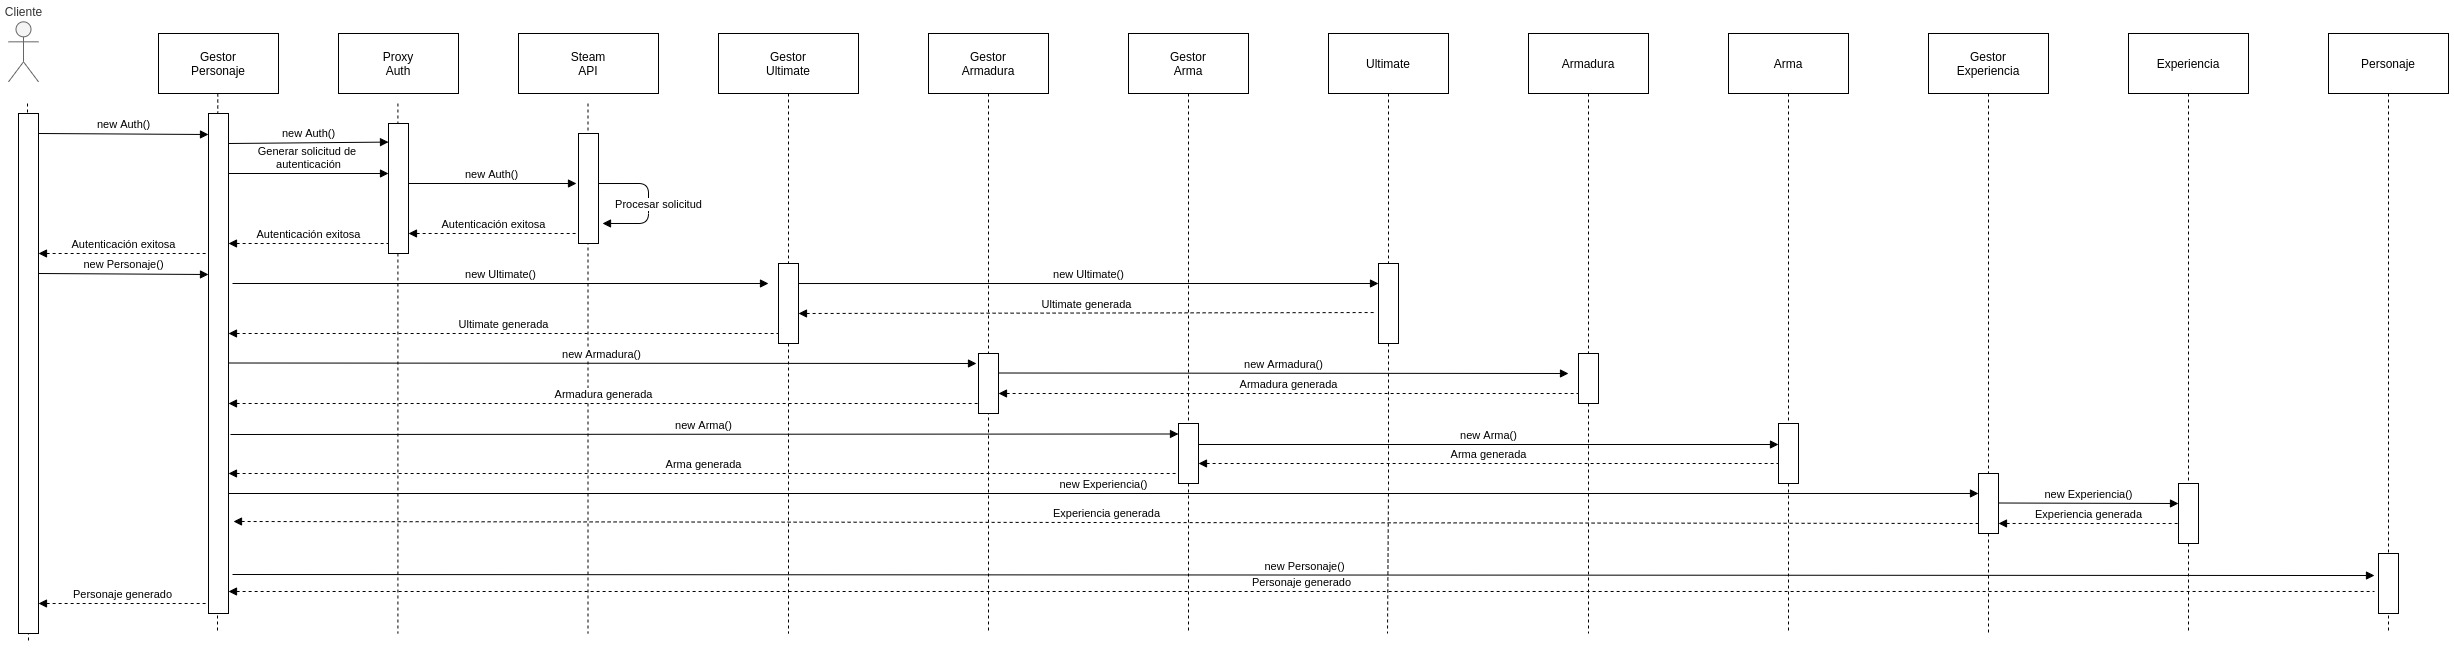 Cliente
Gestor
Personaje
Proxy
Auth
Steam
API
Gestor
Ultimate
Gestor
Armadura
Gestor
Arma
Ultimate
Armadura
Arma
Gestor
Experiencia
Experiencia
Personaje
new Auth()
new Auth()
Generar solicitud de
autenticación
new Auth()
Procesar solicitud
Autenticación exitosa
Autenticación exitosa
Autenticación exitosa
new Personaje()
new Ultimate()
new Ultimate()
Ultimate generada
Ultimate generada
new Armadura()
new Armadura()
Armadura generada
Armadura generada
new Arma()
new Arma()
Arma generada
Arma generada
new Experiencia()
new Experiencia()
Experiencia generada
Experiencia generada
new Personaje()
Personaje generado
Personaje generado